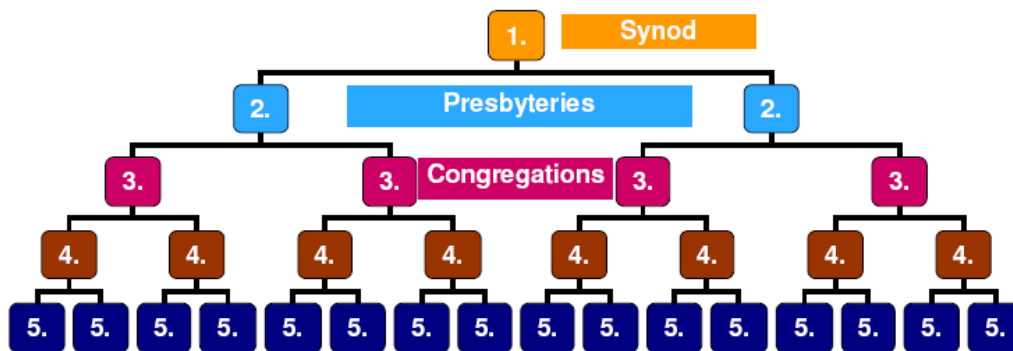 1. Synod
2. Presbyteries 2.
3. 3. Congregations 3. 3.
4. 4. 4. 4. 4. 4. 4. 4.
5. 5. 5. 5. 5. 5. 5. 5. 5. 5. 5. 5. 5. 5. 5. 5.